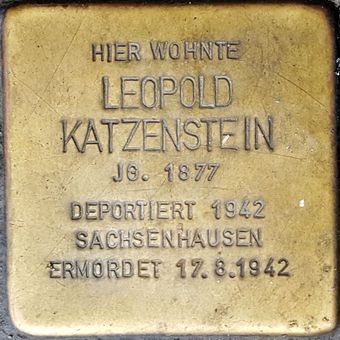 HIER WOHNTE
LEOPOLD
KATZENSTEIN
JG. 1877
DEPORTIERT 1942
SACHSENHAUSEN
ERMORDET 17.8.1942